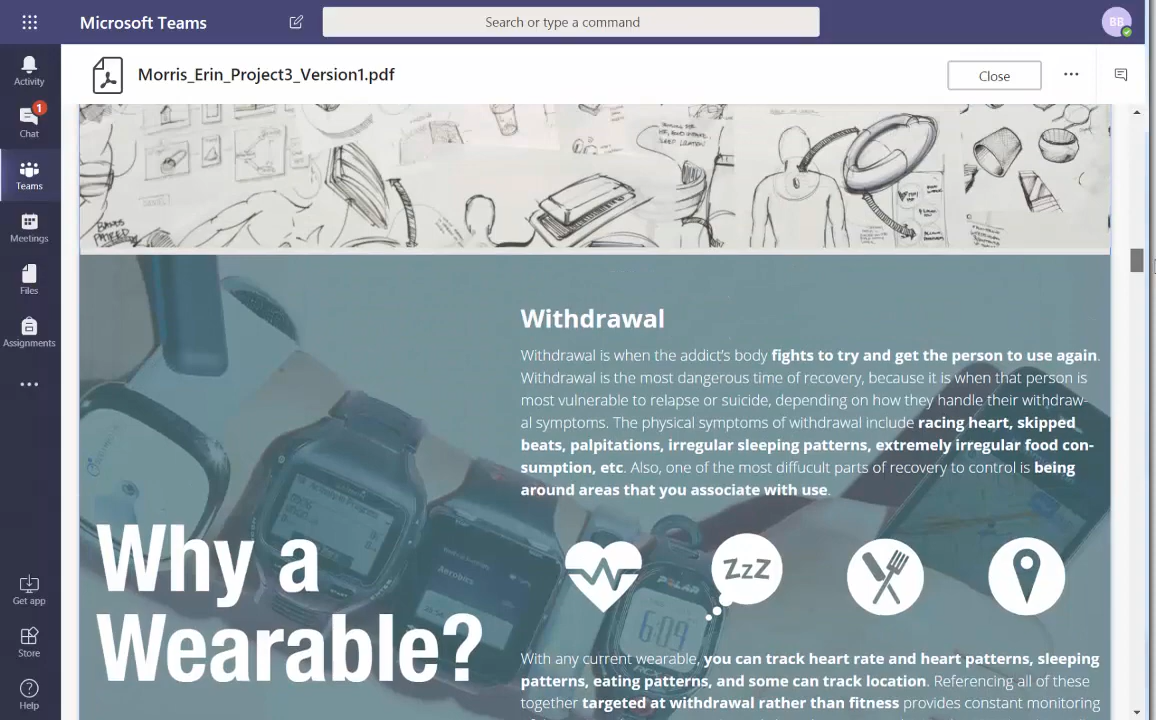 Microsoft Teams
Search or type a command
BB
Activity
Morris_Erin_Project3_Version1.pdf
Close
1
Chat
Teams
Meetings
Files
Assignments
Get app
Store
Help
Withdrawal
Withdrawal is when the addict's body fights to try and get the person to use again.
Withdrawal is the most dangerous time of recovery, because it is when that person is
most vulnerable to relapse or suicide, depending on how they handle their withdraw-
al symptoms. The physical symptoms of withdrawal include racing heart, skipped
beats, palpitations, irregular sleeping patterns, extremely irregular food con-
sumption, etc. Also, one of the most diffucult parts of recovery to control is being
around areas that you associate with use.
ZzZ
Why a
Wearable?
Aerobics
POLAR
6:09
With any current wearable, you can track heart rate and heart patterns, sleeping
patterns, eating patterns, and some can track location. Referencing all of these
together targeted at withdrawal rather than fitness provides constant monitoring